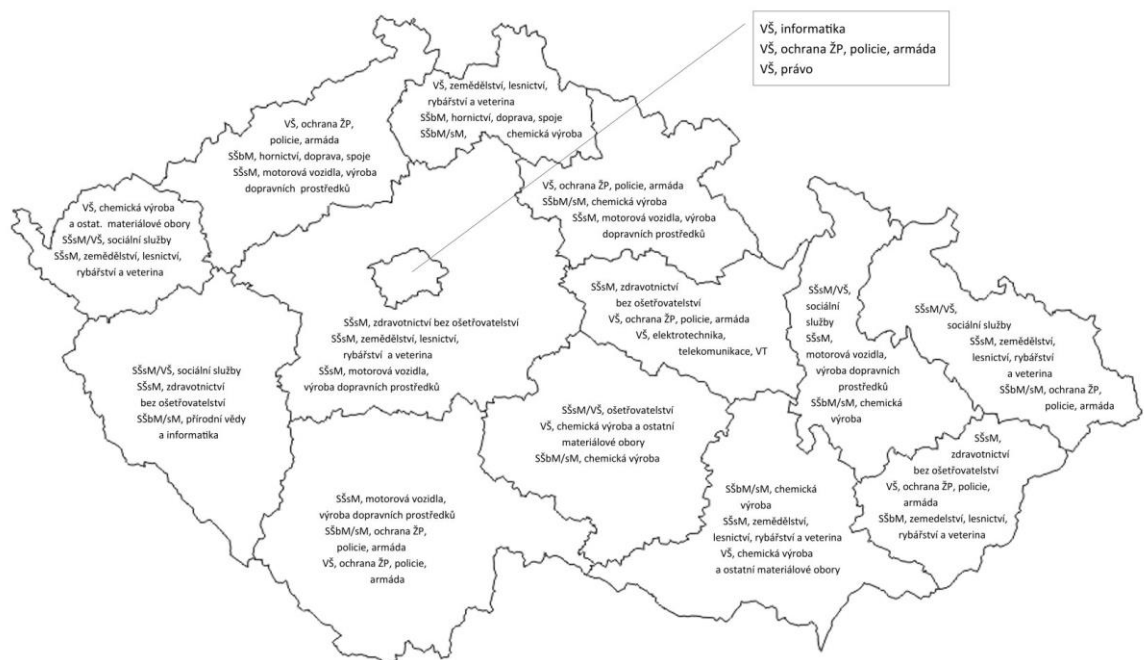 VŠ, informatika
VŠ, ochrana ŽP, policie, armáda
VŠ, právo
VŠ, zemědělství, lesnictví,
rybářství a veterina
SŠbM, hornictví, doprava, spoje
SŠbM/sM, chemická výroba
VŠ, ochrana ŽP,
policie, armáda
SŠbM, hornictví, doprava, spoje
SŠsM, motorová vozidla, výroba
dopravních prostředků
VŠ, ochrana ŽP, policie, armáda
SŠbM/sM, chemická výroba
SŠsM, motorová vozidla, výroba
dopravních prostředků
VŠ, chemická výroba
a ostat. materiálové obory
SŠsM/VŠ, sociální služby
SŠsM, zemědělství, lesnictví,
rybářství a veterina
SŠsM, zdravotnictví bez ošetřovatelství
SŠsM, zemědělství, lesnictví,
rybářství a veterina
SŠsM, motorová vozidla,
výroba dopravních prostředků
SŠsM, zdravotnictví
bez ošetřovatelství
VŠ, ochrana ŽP, policie, armáda
VŠ, elektrotechnika,
telekomunikace, VT
SŠsM/VŠ,
sociální
služby
SŠsM,
motorová vozidla,
výroba dopravních
prostředků
SŠbM/sM, chemická
výroba
SŠsM/VŠ,
sociální služby
SŠsM, zemědělství,
lesnictví, rybářství
a veterina
SŠbM/sM, ochrana ŽP,
policie, armáda
SŠsM/VŠ, sociální služby
SŠsM, zdravotnictví
bez ošetřovatelství
SŠbM/sM, přírodní vědy
a informatika
SŠsM/VŠ, ošetřovatelství
VŠ, chemická výroba a ostatní
materiálové obory
SŠbM/sM, chemická výroba
SŠsM,
zdravotnictví
bez ošetřovatelství
VŠ, ochrana ŽP, policie,
armáda
SŠbM, zemedelství, lesnictví,
rybářství a veterina
SŠsM, motorová vozidla,
výroba dopravních prostředků
SŠbM/sM, ochrana ŽP,
policie, armáda
VŠ, ochrana ŽP, policie,
armáda
SŠbM/sM, chemická
výroba
SŠsM, zemědělství,
lesnictví, rybářství a veterina
VŠ, chemická výroba
a ostatní materiálové obory